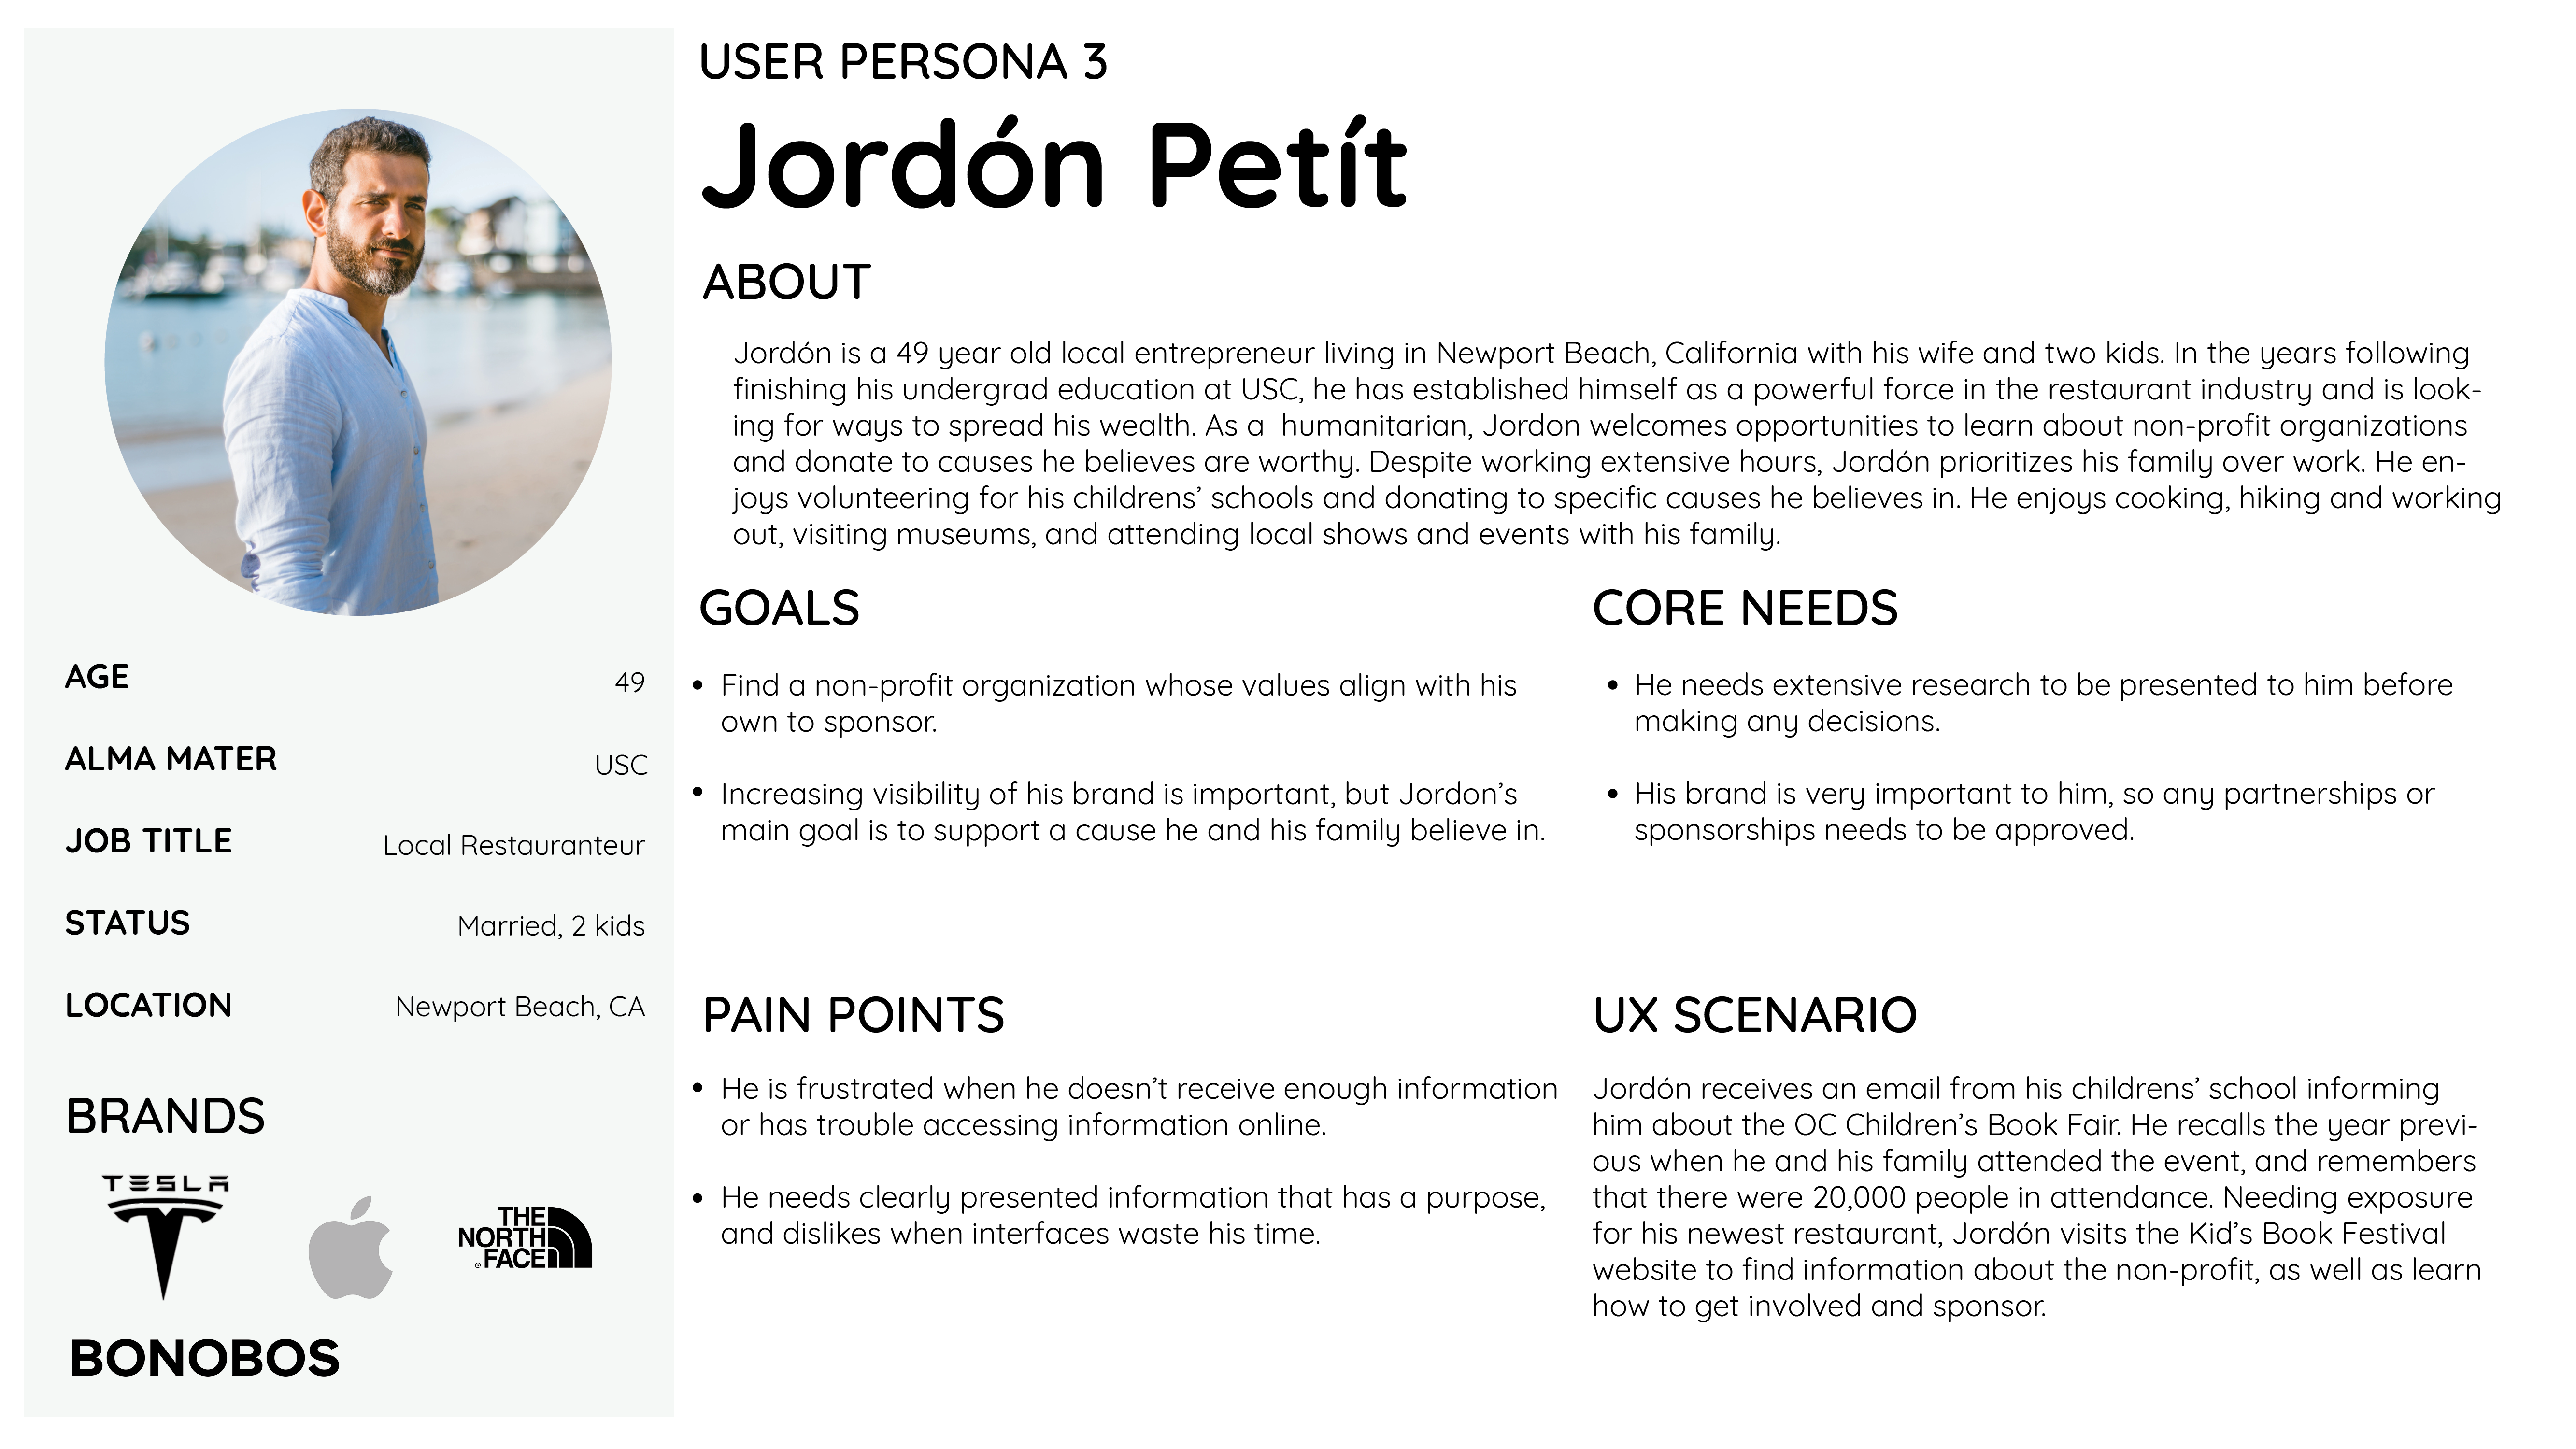 USER PERSONA 3
Jordón Petít
ABOUT
Jordón is a 49 year old local entrepreneur living in Newport Beach, California with his wife and two kids. In the years following
finishing his undergrad education at USC, he has established himself as a powerful force in the restaurant industry and is look-
ing for ways to spread his wealth. As a  humanitarian, Jordon welcomes opportunities to learn about non-profit organizations
and donate to causes he believes are worthy. Despite working extensive hours, Jordón prioritizes his family over work. He en-
joys volunteering for his childrens’ schools and donating to specific causes he believes in. He enjoys cooking, hiking and working
out, visiting museums, and attending local shows and events with his family.
GOALS
• Find a non-profit organization whose values align with his
own to sponsor.
• Increasing visibility of his brand is important, but Jordon’s
main goal is to support a cause he and his family believe in.
CORE NEEDS
• He needs extensive research to be presented to him before
making any decisions.
• His brand is very important to him, so any partnerships or
sponsorships needs to be approved.
PAIN POINTS
• He is frustrated when he doesn’t receive enough information
or has trouble accessing information online.
• He needs clearly presented information that has a purpose,
and dislikes when interfaces waste his time.
UX SCENARIO
Jordón receives an email from his childrens’ school informing
him about the OC Children’s Book Fair. He recalls the year previ-
ous when he and his family attended the event, and remembers
that there were 20,000 people in attendance. Needing exposure
for his newest restaurant, Jordón visits the Kid’s Book Festival
website to find information about the non-profit, as well as learn
how to get involved and sponsor.
AGE 49
ALMA MATER USC
JOB TITLE Local Restauranteur
STATUS Married, 2 kids
LOCATION Newport Beach, CA
BRANDS
TESLA
THE
NORTH
® FACE
BONOBOS